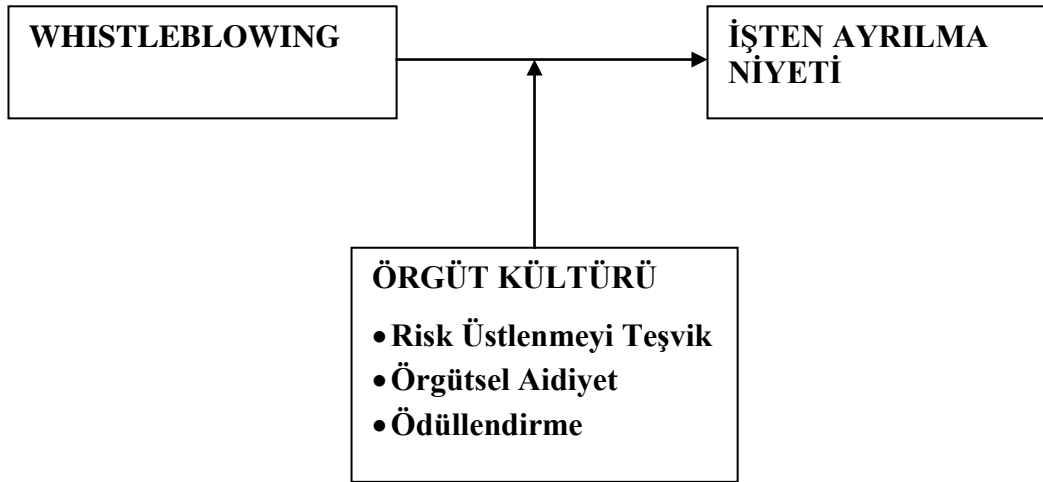 WHISTLEBLOWING
İŞTEN AYRILMA
NİYETİ
ÖRGÜT KÜLTÜRÜ
• Risk Üstlenmeyi Teşvik
• Örgütsel Aidiyet
• Ödüllendirme